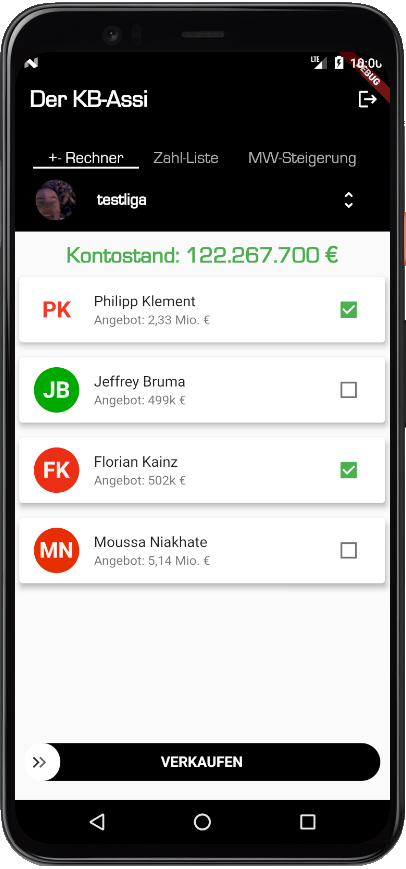 LTE
10:00
DEBUG
Der KB-Assi
+- Rechner
Zahl-Liste
MW-Steigerung
testliga
Kontostand: 122.267.700 €
PK
Philipp Klement
Angebot: 2,33 Mio. €
JB
Jeffrey Bruma
Angebot: 499k €
FK
Florian Kainz
Angebot: 502k €
MN
Moussa Niakhate
Angebot: 5,14 Mio. €
VERKAUFEN